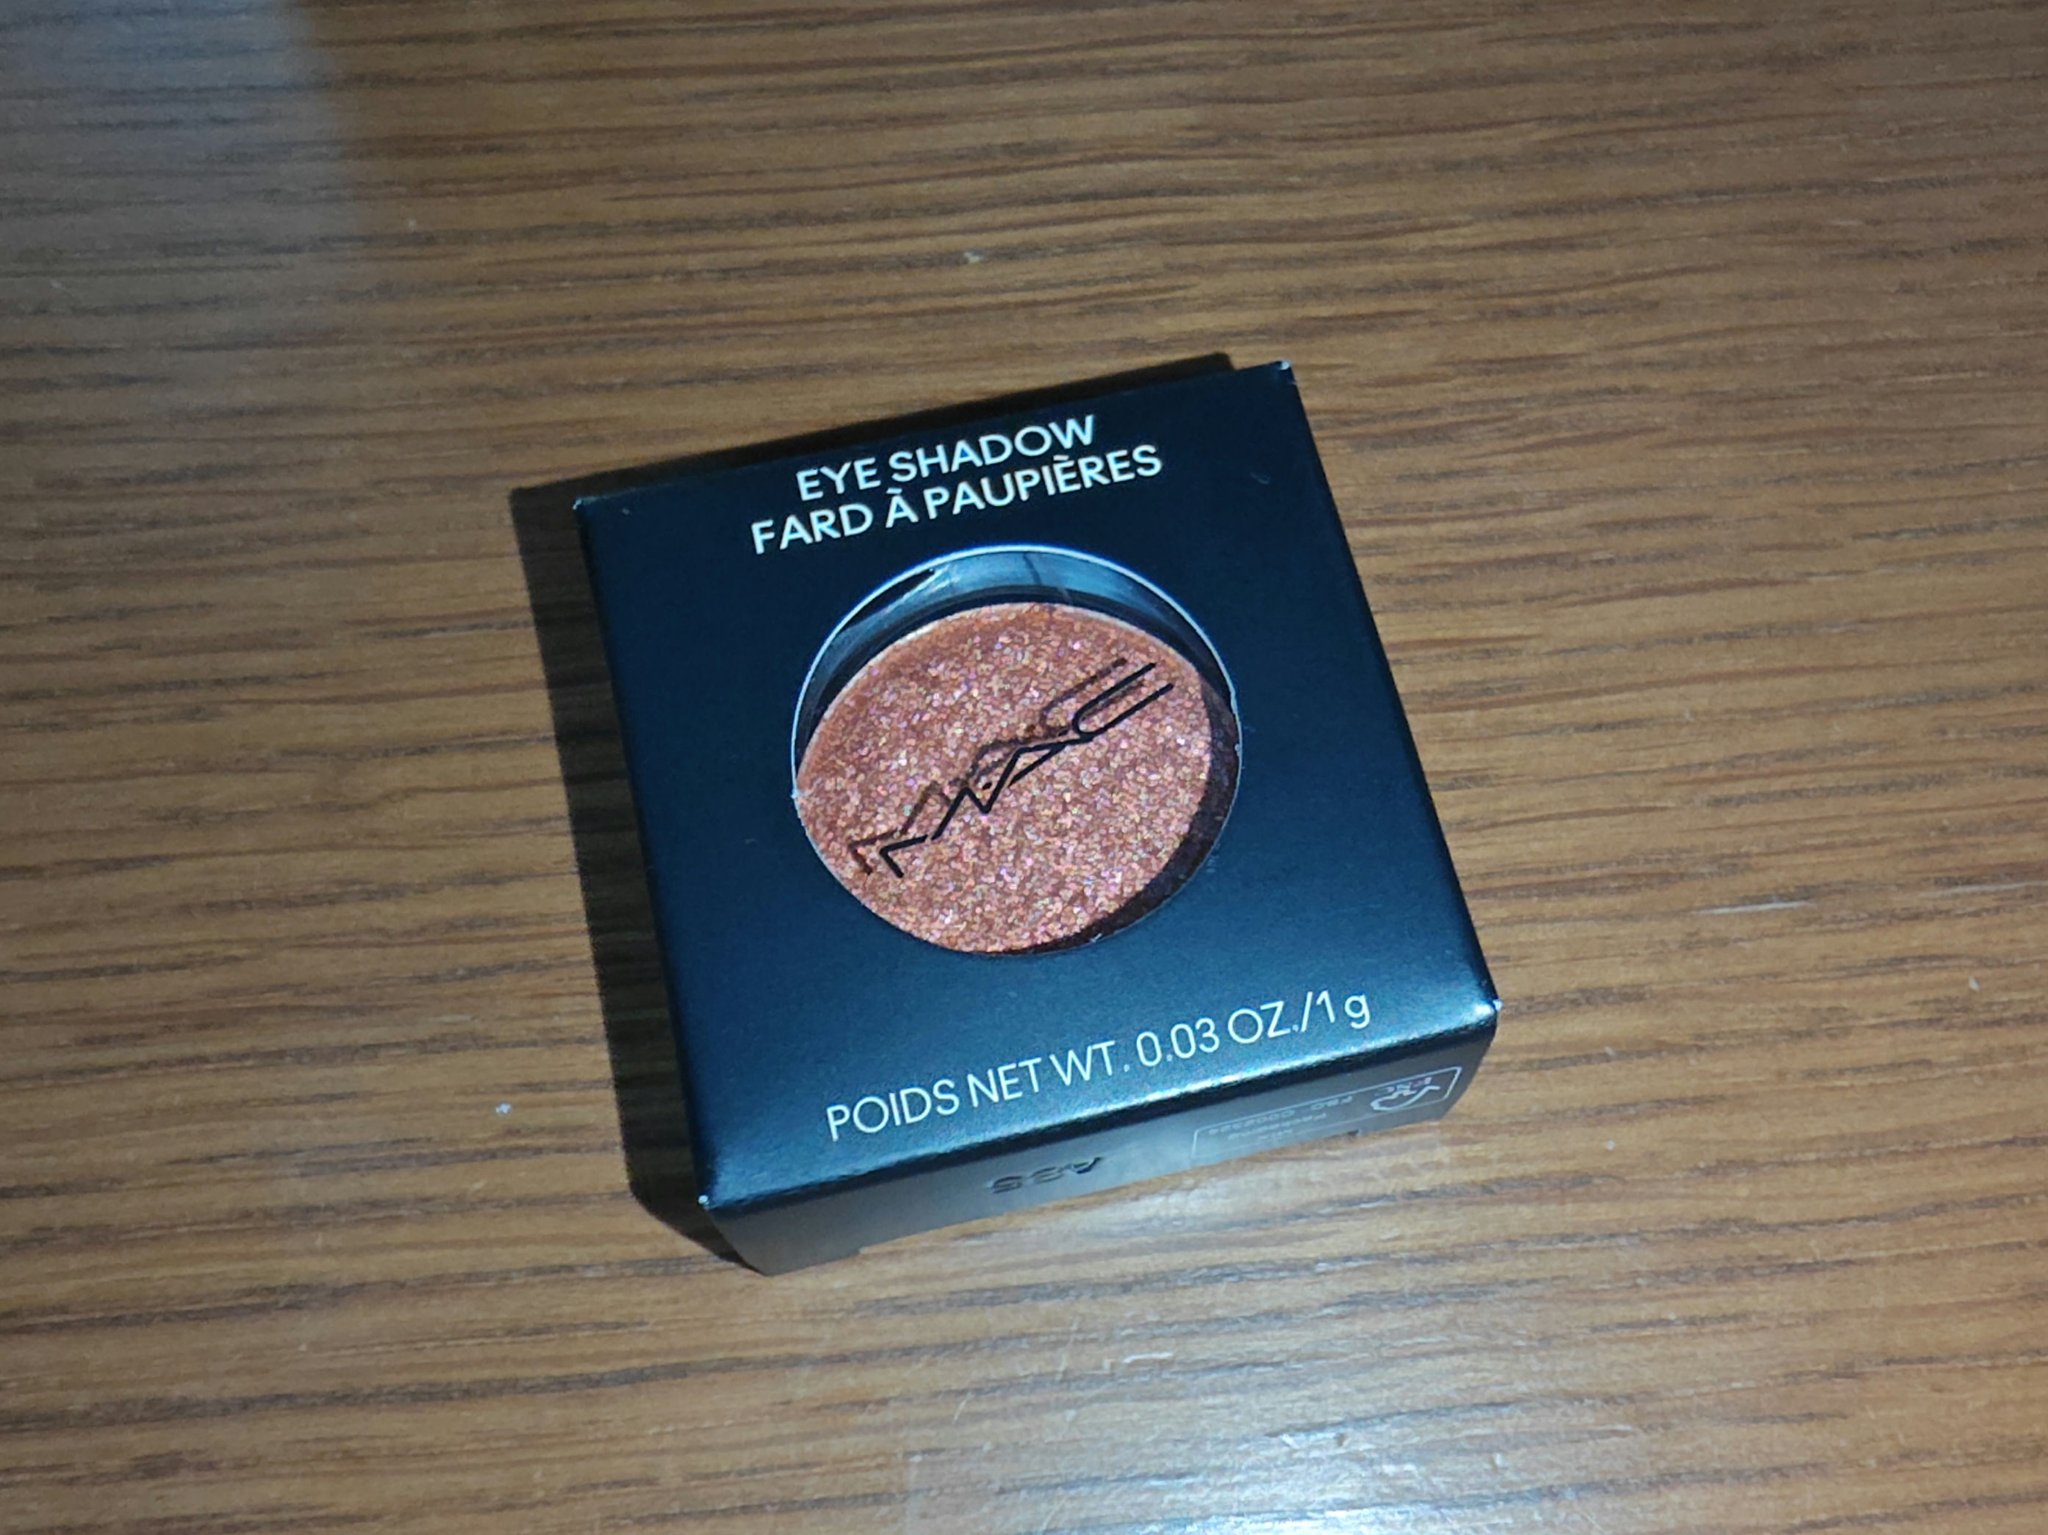 EYE SHADOW
FARD À PAUPIÈRES
MAC
POIDS NET WT. 0.03 OZ./1 g